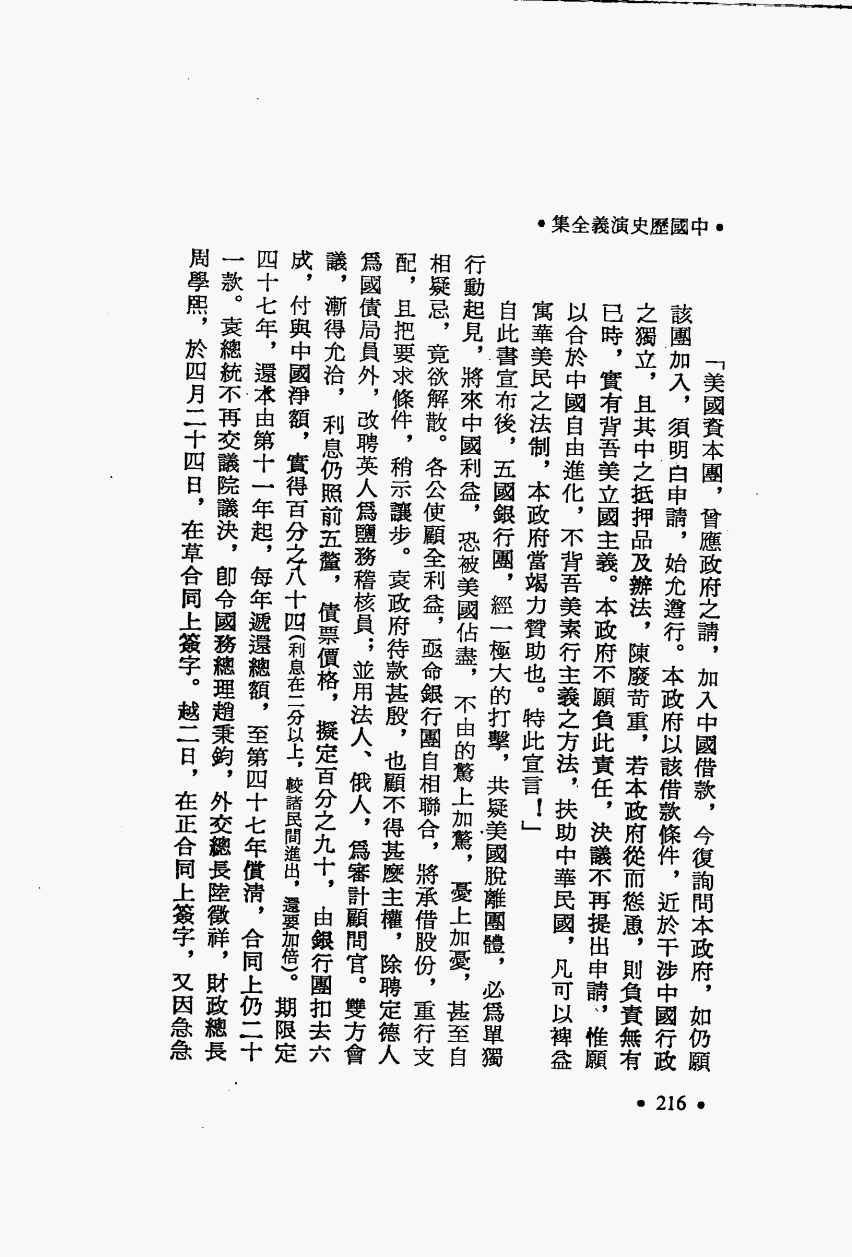 •中國歷史演義全集•
「美國資本團，曾應政府之請，加入中國借款，今復詢問本政府，如仍願
該團加入，須明白申請，始允遵行。本政府以該借款條件，近於干涉中國行政
之獨立，且其中之抵押品及辦法，陳廢苛重，若本政府從而慫恿，則負責無有
已時，實有背吾美立國主義。本政府不願負此責任，決議不再提出申請，惟願
以合於中國自由進化，不背吾美素行主義之方法，扶助中華民國，凡可以裨益
寓華美民之法制，本政府當竭力贊助也。特此宣言！」
自此書宣布後，五國銀行團，經一極大的打擊，共疑美國脫離團體，必爲單獨
行動起見，將來中國利益，恐被美國佔盡，不由的驚上加驚，憂上加憂，甚至自
相疑忌，竟欲解散。各公使顧全利益，亟命銀行團自相聯合，將承借股份，重行支
配，且把要求條件，稍示讓步。袁政府待款甚殷，也顧不得甚麼主權，除聘定德人
爲國債局員外，改聘英人爲鹽務稽核員；並用法人、俄人，爲審計顧問官。雙方會
議，漸得允洽，利息仍照前五釐，債票價格，擬定百分之九十，由銀行團扣去六
成，付與中國淨額，實得百分之八十四(利息在二分以上，較諸民間進出，還要加倍)。期限定
四十七年，還本由第十一年起，每年遞還總額，至第四十七年償清，合同上仍二十
一款。袁總統不再交議院議決，卽令國務總理趙秉鈞，外交總長陸徵祥，財政總長
周學熙，於四月二十四日，在草合同上簽字。越二日，在正合同上簽字，又因急急
• 216 •